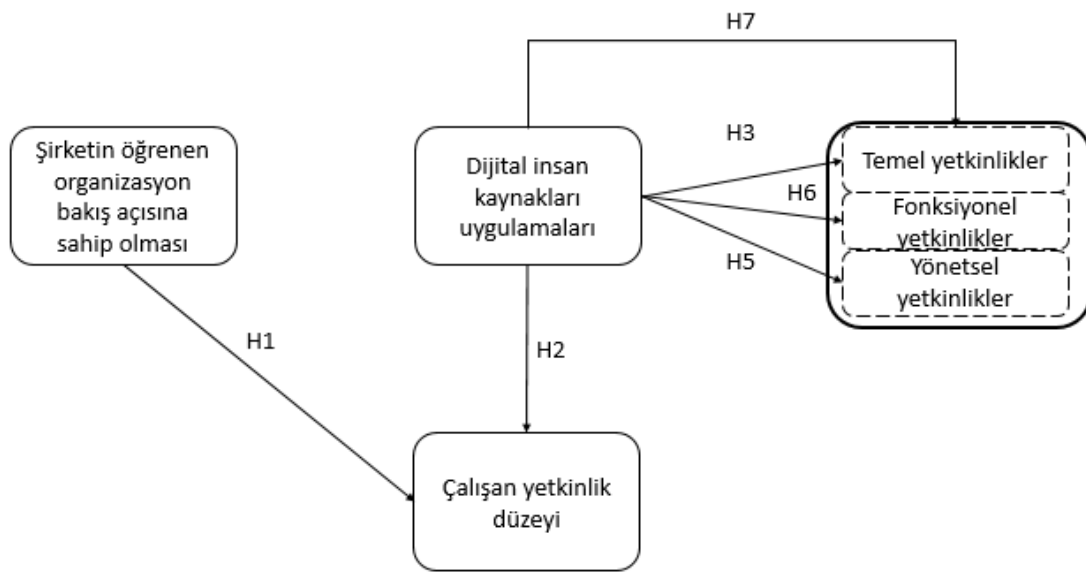 H7
Şirketin öğrenen
organizasyon
bakış açısına
sahip olması
Dijital insan
kaynakları
uygulamaları
H3
H6
H5
Temel yetkinlikler
Fonksiyonel
yetkinlikler
Yönetsel
yetkinlikler
H1
H2
Çalışan yetkinlik
düzeyi